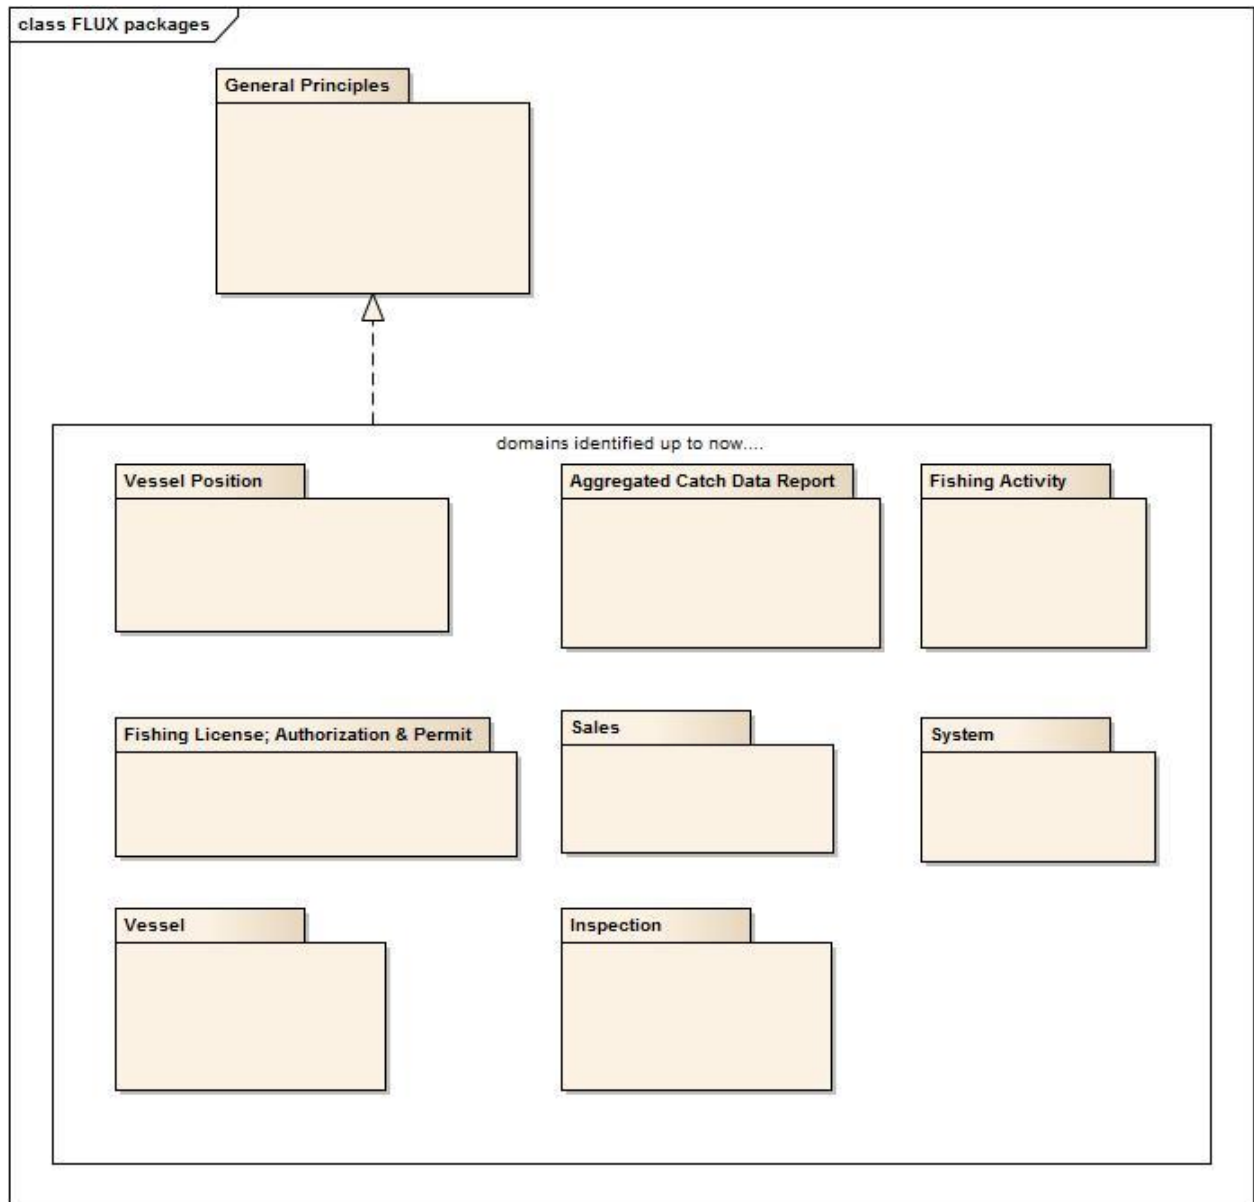 class FLUX packages
General Principles
domains identified up to now....
Vessel Position
Aggregated Catch Data Report
Fishing Activity
Fishing License; Authorization & Permit
Sales
System
Vessel
Inspection